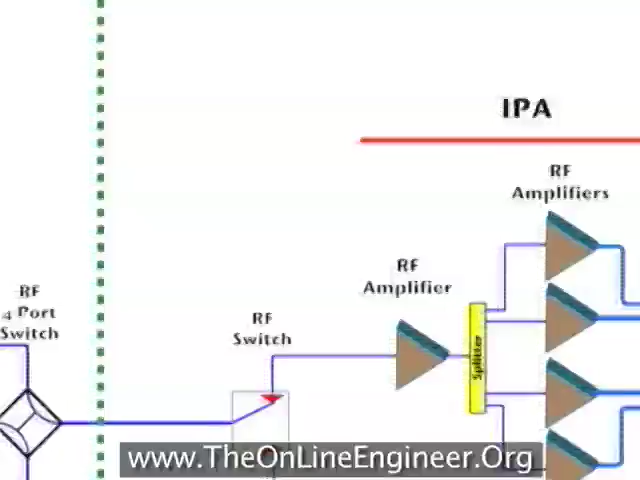 IPA
RF
Amplifiers
RF
Amplifier
RF
4 Port
Switch
RF
Switch
Splitter
www.TheOnLineEngineer.Org